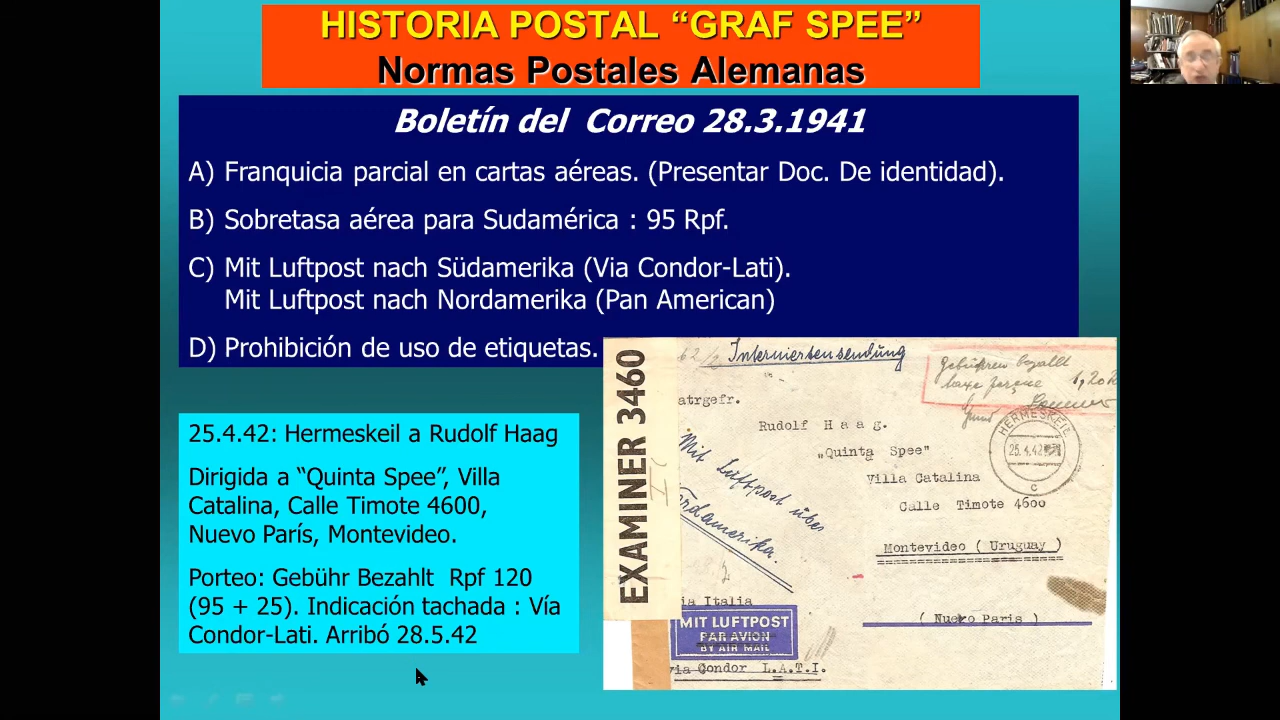 HISTORIA POSTAL “GRAF SPEE”
Normas Postales Alemanas
Boletín del Correo 28.3.1941
A) Franquicia parcial en cartas aéreas. (Presentar Doc. De identidad).
B) Sobretasa aérea para Sudamérica : 95 Rpf.
C) Mit Luftpost nach Südamerika (Via Condor-Lati).
Mit Luftpost nach Nordamerika (Pan American)
D) Prohibición de uso de etiquetas.
25.4.42: Hermeskeil a Rudolf Haag
Dirigida a “Quinta Spee”, Villa
Catalina, Calle Timote 4600,
Nuevo París, Montevideo.
Porteo: Gebühr Bezahlt Rpf 120
(95 + 25). Indicación tachada : Vía
Condor-Lati. Arribó 28.5.42
EXAMINER 3460
Interniertensendung
atrgefr.
Rudolf H a a g.
„Quinta Spee"
Villa Catalina
Calle Timote 4600
Montevideo ( Uruguay )
( Nuevo Paris )
HERMESKEIL
25.4.42
c
Mit Luftpost über
ordamerika.
ia Italia
MIT LUFTPOST
PAR AVION
BY AIR MAIL
via Condor L.A.T.I.